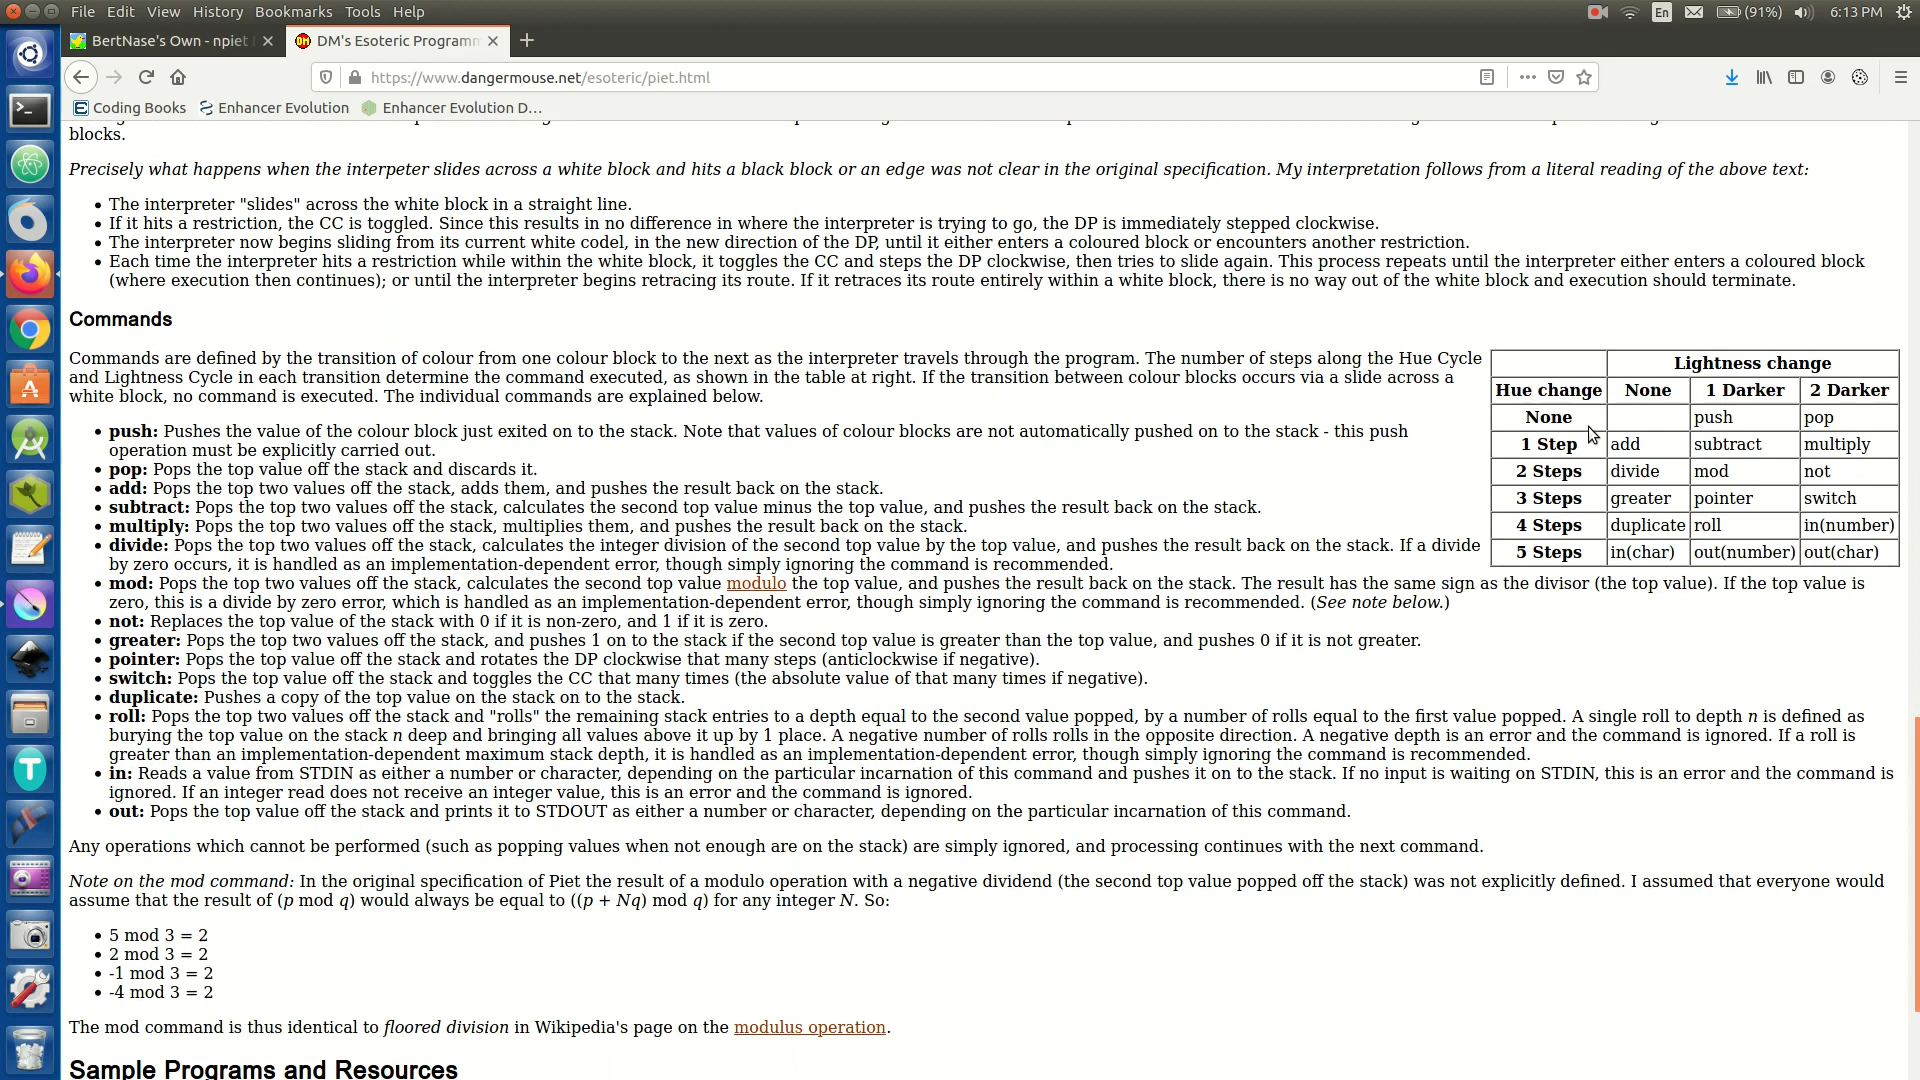 File Edit View History Bookmarks Tools Help En (91%) 6:13 PM
BertNase's Own - npiet DM's Esoteric Programm
https://www.dangermouse.net/esoteric/piet.html
Coding Books Enhancer Evolution Enhancer Evolution D...
blocks.
Precisely what happens when the interpeter slides across a white block and hits a black block or an edge was not clear in the original specification. My interpretation follows from a literal reading of the above text:
• The interpreter "slides" across the white block in a straight line.
• If it hits a restriction, the CC is toggled. Since this results in no difference in where the interpreter is trying to go, the DP is immediately stepped clockwise.
• The interpreter now begins sliding from its current white codel, in the new direction of the DP, until it either enters a coloured block or encounters another restriction.
• Each time the interpreter hits a restriction while within the white block, it toggles the CC and steps the DP clockwise, then tries to slide again. This process repeats until the interpreter either enters a coloured block
(where execution then continues); or until the interpreter begins retracing its route. If it retraces its route entirely within a white block, there is no way out of the white block and execution should terminate.
Commands
Commands are defined by the transition of colour from one colour block to the next as the interpreter travels through the program. The number of steps along the Hue Cycle
and Lightness Cycle in each transition determine the command executed, as shown in the table at right. If the transition between colour blocks occurs via a slide across a
white block, no command is executed. The individual commands are explained below.
Lightness change
Hue change None 1 Darker 2 Darker
None push pop
1 Step add subtract multiply
2 Steps divide mod not
3 Steps greater pointer switch
4 Steps duplicate roll in(number)
5 Steps in(char) out(number) out(char)
• push: Pushes the value of the colour block just exited on to the stack. Note that values of colour blocks are not automatically pushed on to the stack - this push
operation must be explicitly carried out.
• pop: Pops the top value off the stack and discards it.
• add: Pops the top two values off the stack, adds them, and pushes the result back on the stack.
• subtract: Pops the top two values off the stack, calculates the second top value minus the top value, and pushes the result back on the stack.
• multiply: Pops the top two values off the stack, multiplies them, and pushes the result back on the stack.
• divide: Pops the top two values off the stack, calculates the integer division of the second top value by the top value, and pushes the result back on the stack. If a divide
by zero occurs, it is handled as an implementation-dependent error, though simply ignoring the command is recommended.
• mod: Pops the top two values off the stack, calculates the second top value modulo the top value, and pushes the result back on the stack. The result has the same sign as the divisor (the top value). If the top value is
zero, this is a divide by zero error, which is handled as an implementation-dependent error, though simply ignoring the command is recommended. (See note below.)
• not: Replaces the top value of the stack with 0 if it is non-zero, and 1 if it is zero.
• greater: Pops the top two values off the stack, and pushes 1 on to the stack if the second top value is greater than the top value, and pushes 0 if it is not greater.
• pointer: Pops the top value off the stack and rotates the DP clockwise that many steps (anticlockwise if negative).
• switch: Pops the top value off the stack and toggles the CC that many times (the absolute value of that many times if negative).
• duplicate: Pushes a copy of the top value on the stack on to the stack.
• roll: Pops the top two values off the stack and "rolls" the remaining stack entries to a depth equal to the second value popped, by a number of rolls equal to the first value popped. A single roll to depth n is defined as
burying the top value on the stack n deep and bringing all values above it up by 1 place. A negative number of rolls rolls in the opposite direction. A negative depth is an error and the command is ignored. If a roll is
greater than an implementation-dependent maximum stack depth, it is handled as an implementation-dependent error, though simply ignoring the command is recommended.
• in: Reads a value from STDIN as either a number or character, depending on the particular incarnation of this command and pushes it on to the stack. If no input is waiting on STDIN, this is an error and the command is
ignored. If an integer read does not receive an integer value, this is an error and the command is ignored.
• out: Pops the top value off the stack and prints it to STDOUT as either a number or character, depending on the particular incarnation of this command.
Any operations which cannot be performed (such as popping values when not enough are on the stack) are simply ignored, and processing continues with the next command.
Note on the mod command: In the original specification of Piet the result of a modulo operation with a negative dividend (the second top value popped off the stack) was not explicitly defined. I assumed that everyone would
assume that the result of (p mod q) would always be equal to ((p + Nq) mod q) for any integer N. So:
• 5 mod 3 = 2
• 2 mod 3 = 2
• -1 mod 3 = 2
• -4 mod 3 = 2
The mod command is thus identical to floored division in Wikipedia's page on the modulus operation.
Sample Programs and Resources